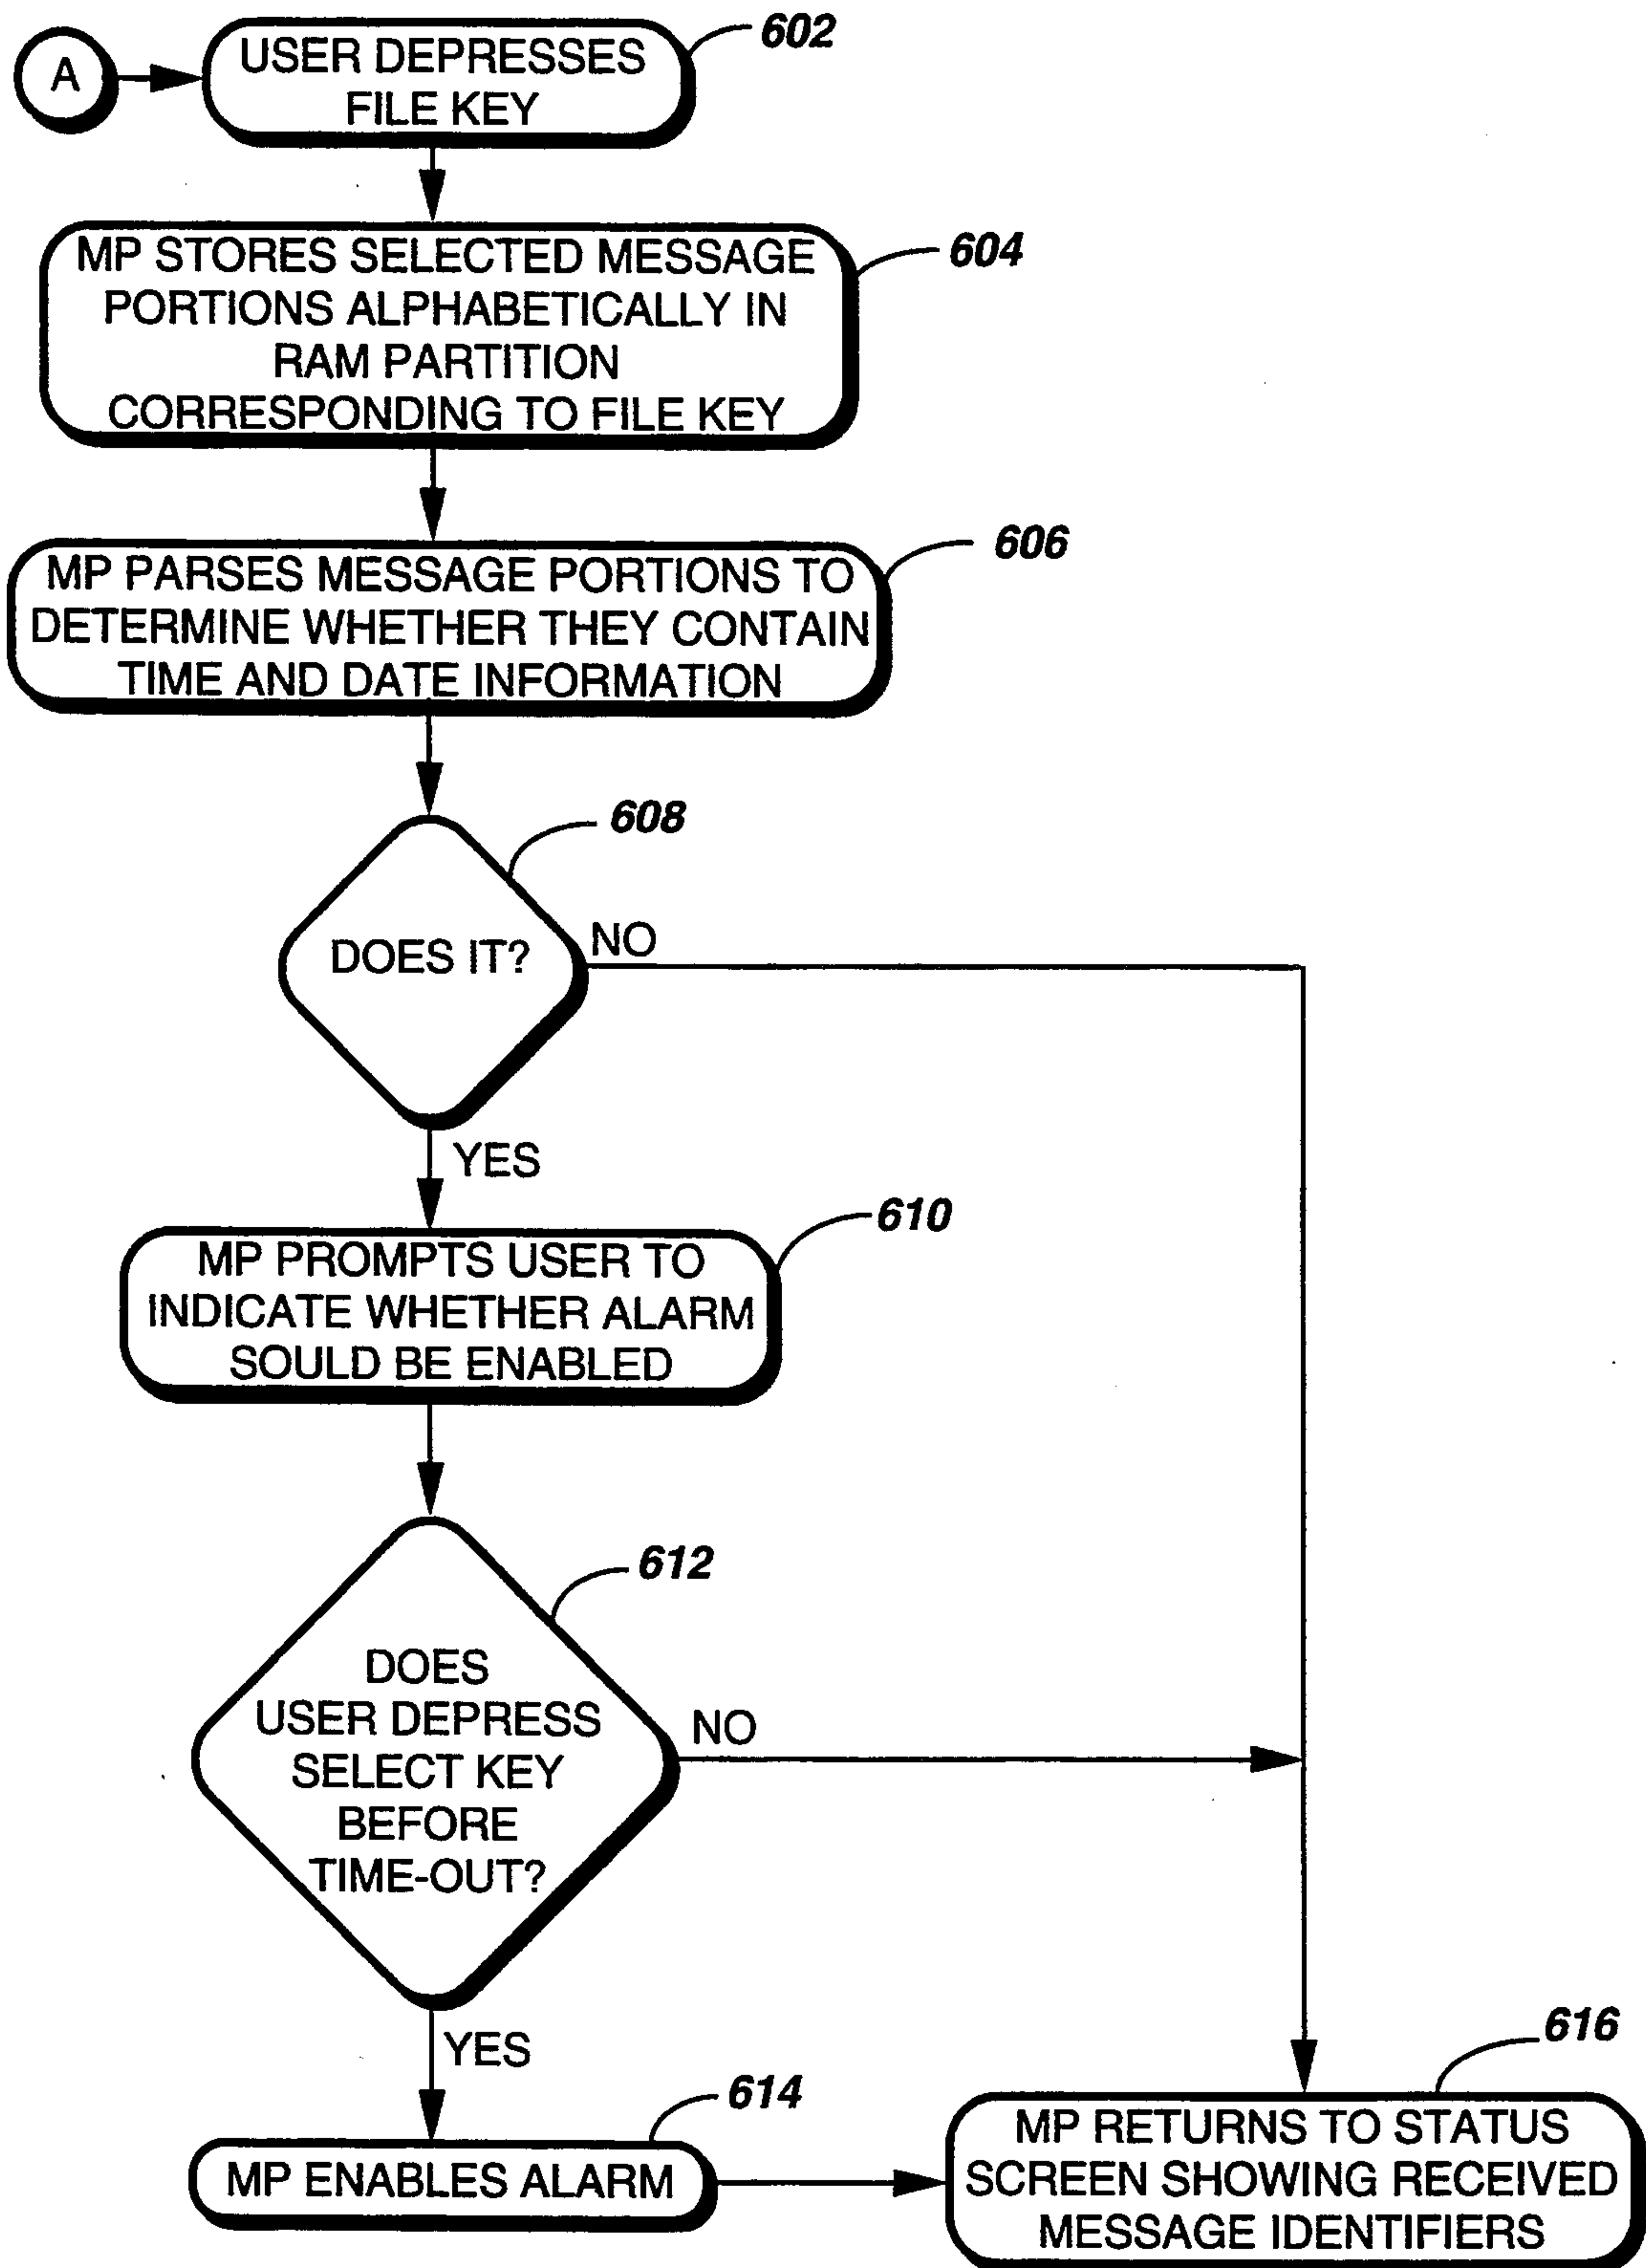 A
USER DEPRESSES
FILE KEY
602
MP STORES SELECTED MESSAGE
PORTIONS ALPHABETICALLY IN
RAM PARTITION
CORRESPONDING TO FILE KEY
604
MP PARSES MESSAGE PORTIONS TO
DETERMINE WHETHER THEY CONTAIN
TIME AND DATE INFORMATION
606
608
DOES IT?
NO
YES
610
MP PROMPTS USER TO
INDICATE WHETHER ALARM
SOULD BE ENABLED
612
DOES
USER DEPRESS
SELECT KEY
BEFORE
TIME-OUT?
NO
YES
614
MP ENABLES ALARM
616
MP RETURNS TO STATUS
SCREEN SHOWING RECEIVED
MESSAGE IDENTIFIERS